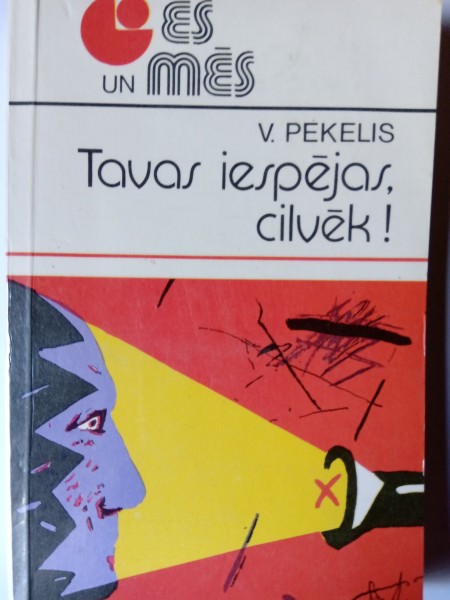 ES
UN MĒS
V. PEKELIS
Tavas iespējas,
cilvēk!